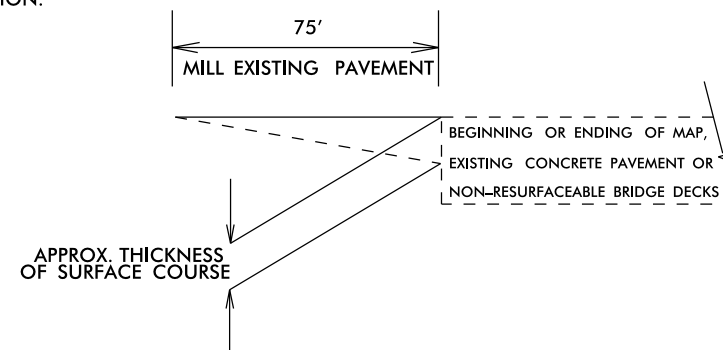 75'
MILL EXISTING PAVEMENT
BEGINNING OR ENDING OF MAP,
EXISTING CONCRETE PAVEMENT OR
NON-RESURFACEABLE BRIDGE DECKS
APPROX. THICKNESS
OF SURFACE COURSE